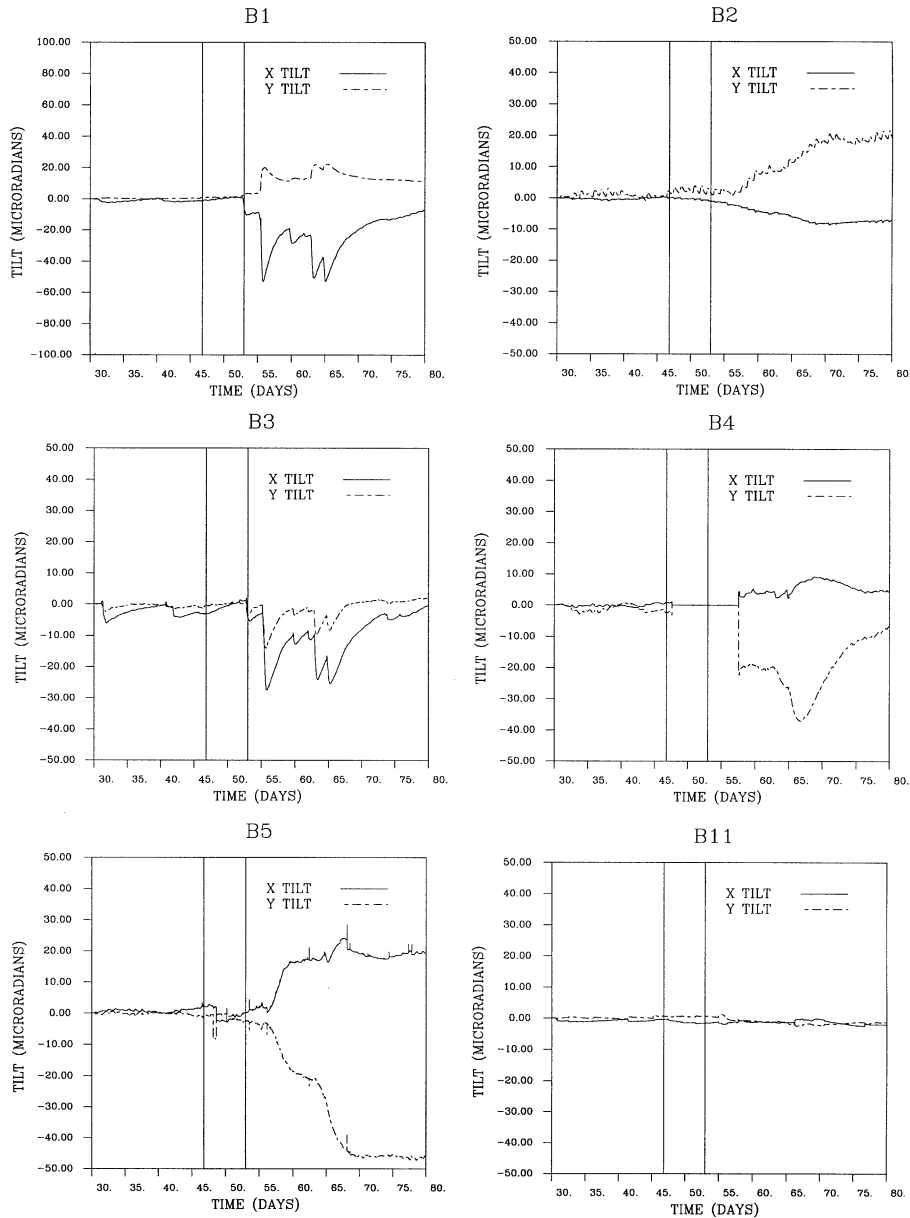 B1
100.00
80.00
60.00
40.00
20.00
0.00
-20.00
-40.00
-60.00
-80.00
-100.00
TILT (MICRORADIANS)
X TILT
Y TILT
30. 35. 40. 45. 50. 55. 60. 65. 70. 75. 80.
TIME (DAYS)
B2
50.00
40.00
30.00
20.00
10.00
0.00
-10.00
-20.00
-30.00
-40.00
-50.00
TILT (MICRORADIANS)
X TILT
Y TILT
30. 35. 40. 45. 50. 55. 60. 65. 70. 75. 80.
TIME (DAYS)
B3
50.00
40.00
30.00
20.00
10.00
0.00
-10.00
-20.00
-30.00
-40.00
-50.00
TILT (MICRORADIANS)
X TILT
Y TILT
30. 35. 40. 45. 50. 55. 60. 65. 70. 75. 80.
TIME (DAYS)
B4
50.00
40.00
30.00
20.00
10.00
0.00
-10.00
-20.00
-30.00
-40.00
-50.00
TILT (MICRORADIANS)
X TILT
Y TILT
30. 35. 40. 45. 50. 55. 60. 65. 70. 75. 80.
TIME (DAYS)
B5
50.00
40.00
30.00
20.00
10.00
0.00
-10.00
-20.00
-30.00
-40.00
-50.00
TILT (MICRORADIANS)
X TILT
Y TILT
30. 35. 40. 45. 50. 55. 60. 65. 70. 75. 80.
TIME (DAYS)
B11
50.00
40.00
30.00
20.00
10.00
0.00
-10.00
-20.00
-30.00
-40.00
-50.00
TILT (MICRORADIANS)
X TILT
Y TILT
30. 35. 40. 45. 50. 55. 60. 65. 70. 75. 80.
TIME (DAYS)